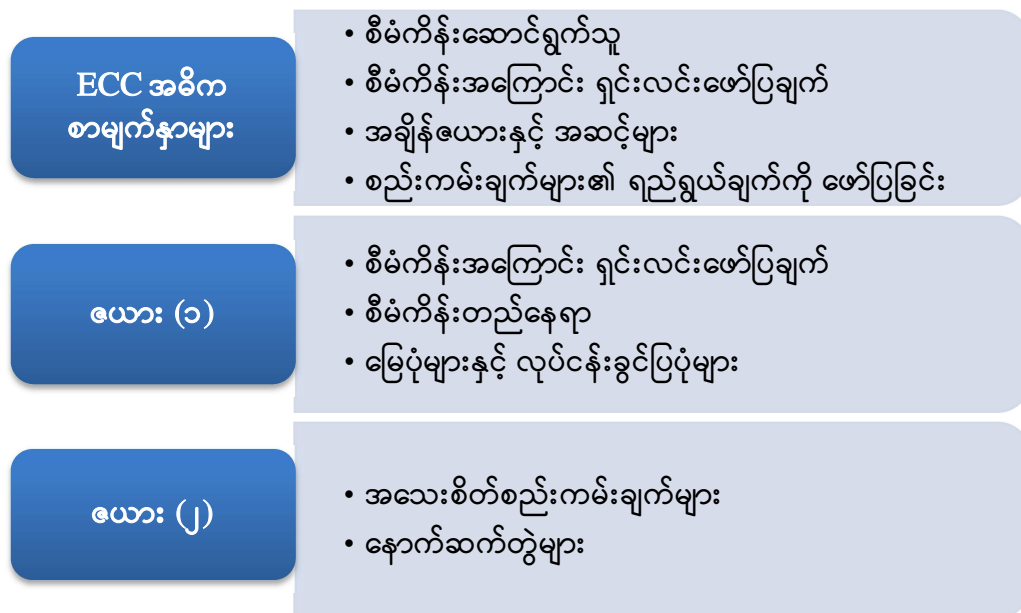 ECC အဓိက
စာမျက်နှာများ
• စီမံကိန်းဆောင်ရွက်သူ
• စီမံကိန်းအကြောင်း ရှင်းလင်းဖော်ပြချက်
• အချိန်ဇယားနှင့် အဆင့်များ
• စည်းကမ်းချက်များ၏ ရည်ရွယ်ချက်ကို ဖော်ပြခြင်း
ဇယား (၁)
• စီမံကိန်းအကြောင်း ရှင်းလင်းဖော်ပြချက်
• စီမံကိန်းတည်နေရာ
• မြေပုံများနှင့် လုပ်ငန်းခွင်ပြပုံများ
ဇယား (၂)
• အသေးစိတ်စည်းကမ်းချက်များ
• နောက်ဆက်တွဲများ